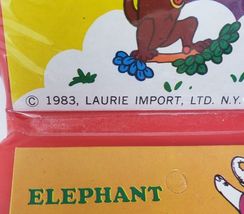 © 1983, LAURIE IMPORT, LTD. N.Y.
ELEPHANT